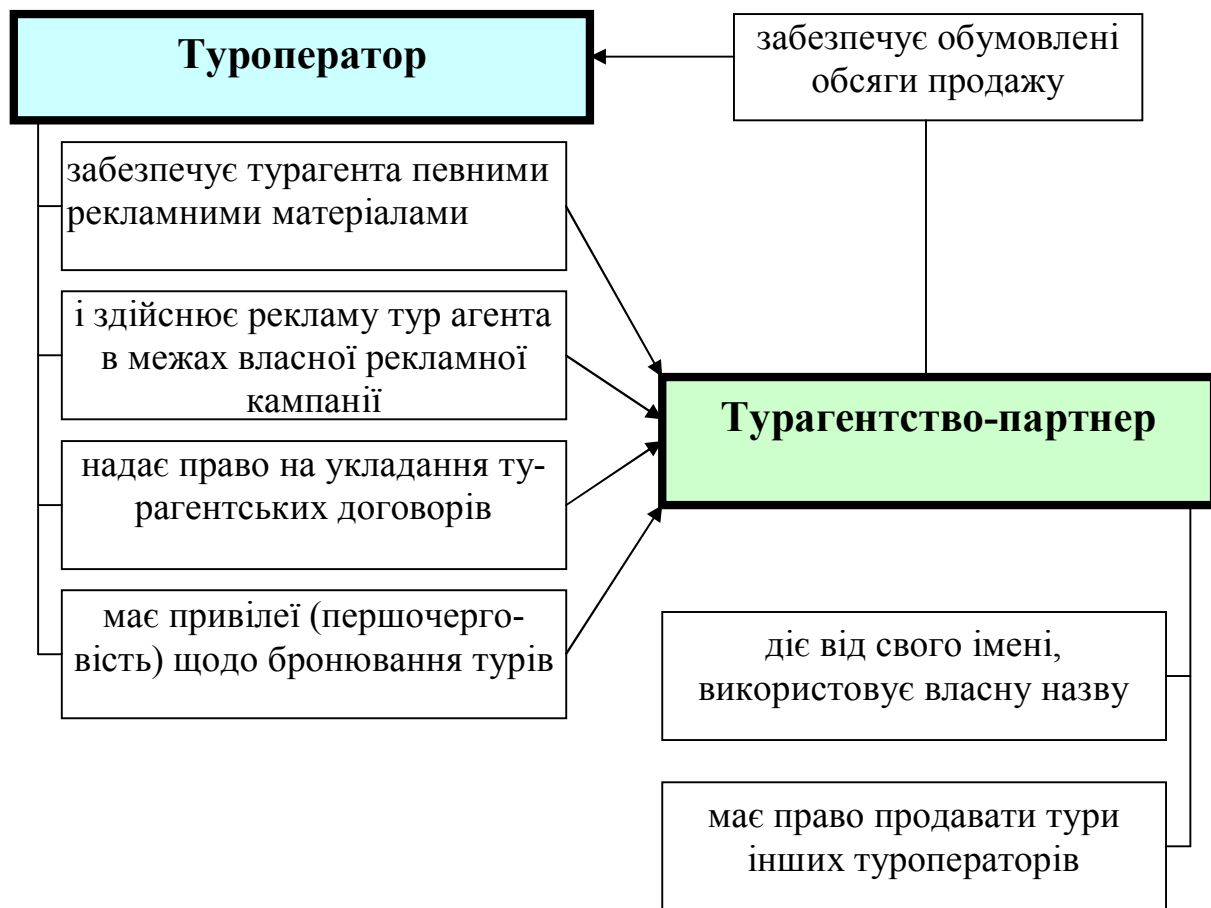 Туроператор
забезпечує обумовлені
обсяги продажу
забезпечує турагента певними
рекламними матеріалами
і здійснює рекламу тур агента
в межах власної рекламної
кампанії
надає право на укладання ту-
рагентських договорів
має привілеї (першочерго-
вість) щодо бронювання турів
Турагентство-партнер
діє від свого імені,
використовує власну назву
має право продавати тури
інших туроператорів